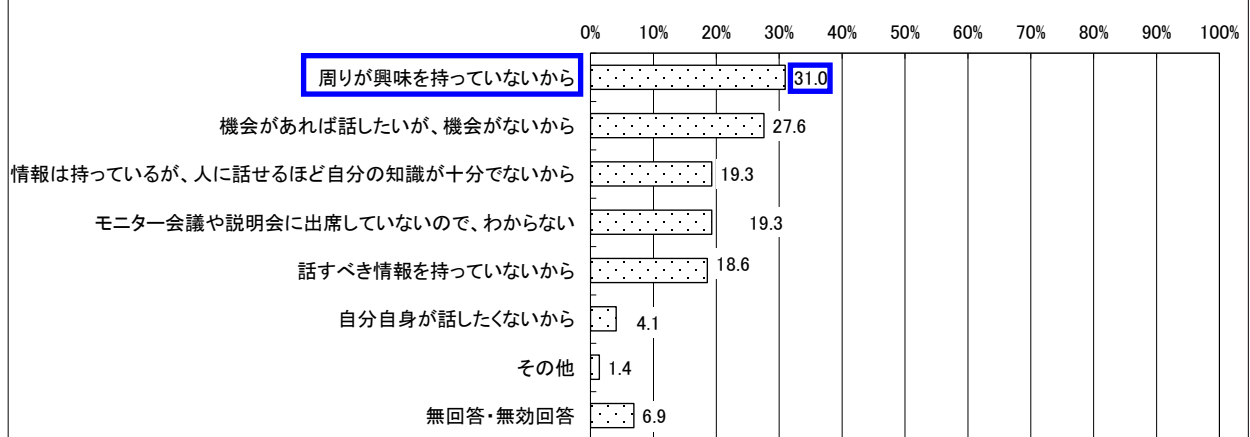 0% 10% 20% 30% 40% 50% 60% 70% 80% 90% 100%
周りが興味を持っていないから 31.0
機会があれば話したいが、機会がないから 27.6
情報は持っているが、人に話せるほど自分の知識が十分でないから 19.3
モニター会議や説明会に出席していないので、わからない 19.3
話すべき情報を持っていないから 18.6
自分自身が話したくないから 4.1
その他 1.4
無回答・無効回答 6.9